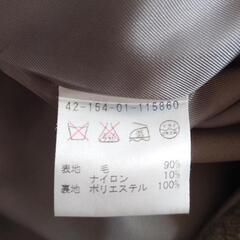 42-154-01-115860
表地 毛 90%
ナイロン 10%
裏地 ポリエステル 100%